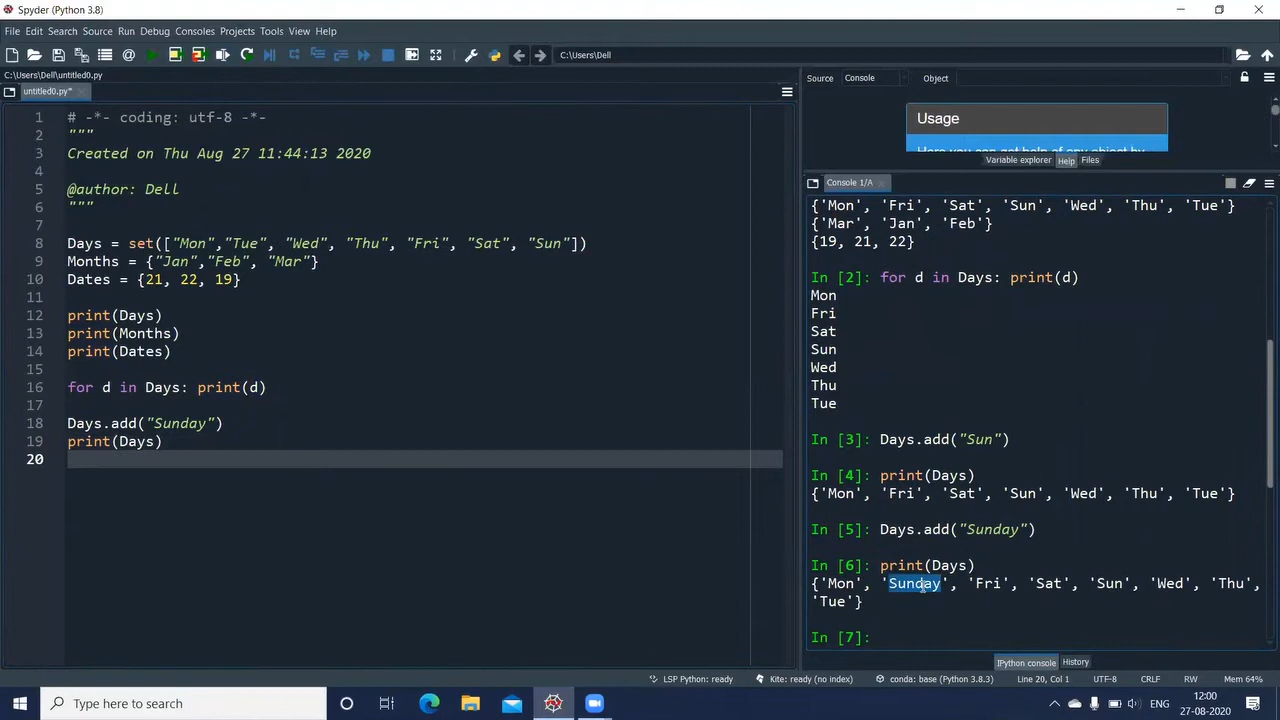 Spyder (Python 3.8)
File Edit Search Source Run Debug Consoles Projects Tools View Help
C:\Users\Dell
C:\Users\Dell\untitled0.py
untitled0.py*
1 # -*- coding: utf-8 -*-
2 """
3 Created on Thu Aug 27 11:44:13 2020
4
5 @author: Dell
6 """
7
8 Days = set(["Mon","Tue", "Wed", "Thu", "Fri", "Sat", "Sun"])
9 Months = {"Jan","Feb", "Mar"}
10 Dates = {21, 22, 19}
11
12 print(Days)
13 print(Months)
14 print(Dates)
15
16 for d in Days: print(d)
17
18 Days.add("Sunday")
19 print(Days)
20
Source Console Object
Usage
Here you can get help of any object by
Variable explorer Help Files
Console 1/A
{'Mon', 'Fri', 'Sat', 'Sun', 'Wed', 'Thu', 'Tue'}
{'Mar', 'Jan', 'Feb'}
{19, 21, 22}
In [2]: for d in Days: print(d)
Mon
Fri
Sat
Sun
Wed
Thu
Tue
In [3]: Days.add("Sun")
In [4]: print(Days)
{'Mon', 'Fri', 'Sat', 'Sun', 'Wed', 'Thu', 'Tue'}
In [5]: Days.add("Sunday")
In [6]: print(Days)
{'Mon', 'Sunday', 'Fri', 'Sat', 'Sun', 'Wed', 'Thu',
'Tue'}
In [7]:
IPython console History
LSP Python: ready Kite: ready (no index) conda: base (Python 3.8.3) Line 20, Col 1 UTF-8 CRLF RW Mem 64%
Type here to search
ENG
12:00
27-08-2020